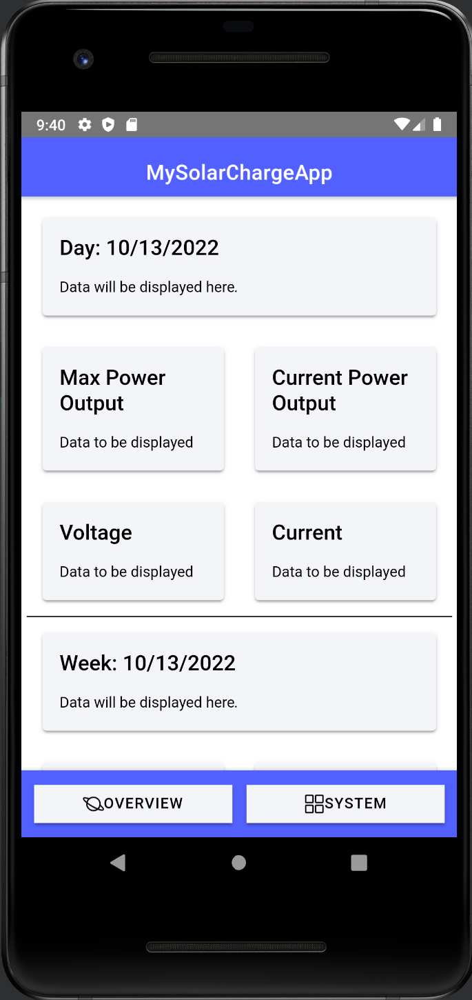 9:40
MySolarChargeApp
Day: 10/13/2022
Data will be displayed here.
Max Power
Output
Data to be displayed
Current Power
Output
Data to be displayed
Voltage
Data to be displayed
Current
Data to be displayed
Week: 10/13/2022
Data will be displayed here.
OVERVIEW
SYSTEM